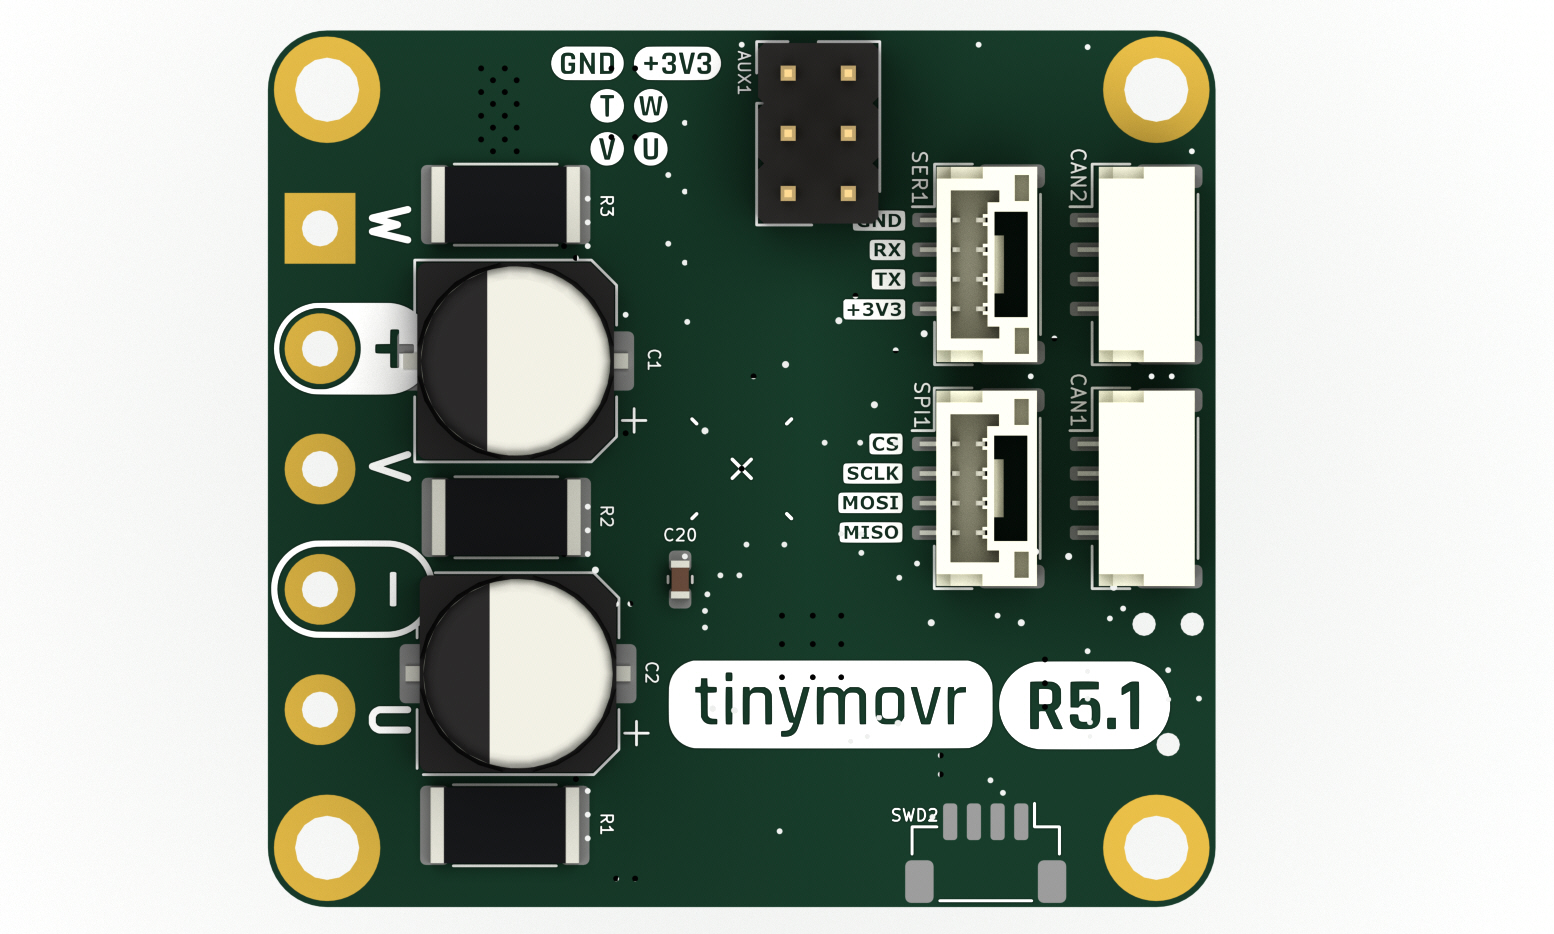 GND +3V3
T W
V U
AUX1
W
R3
+
C1
+
V
R2
-
C20
C2
+
U
R1
SER1
GND
RX
TX
+3V3
CAN2
SPI1
CS
SCLK
MOSI
MISO
CAN1
tinymovr R5.1
SWD2